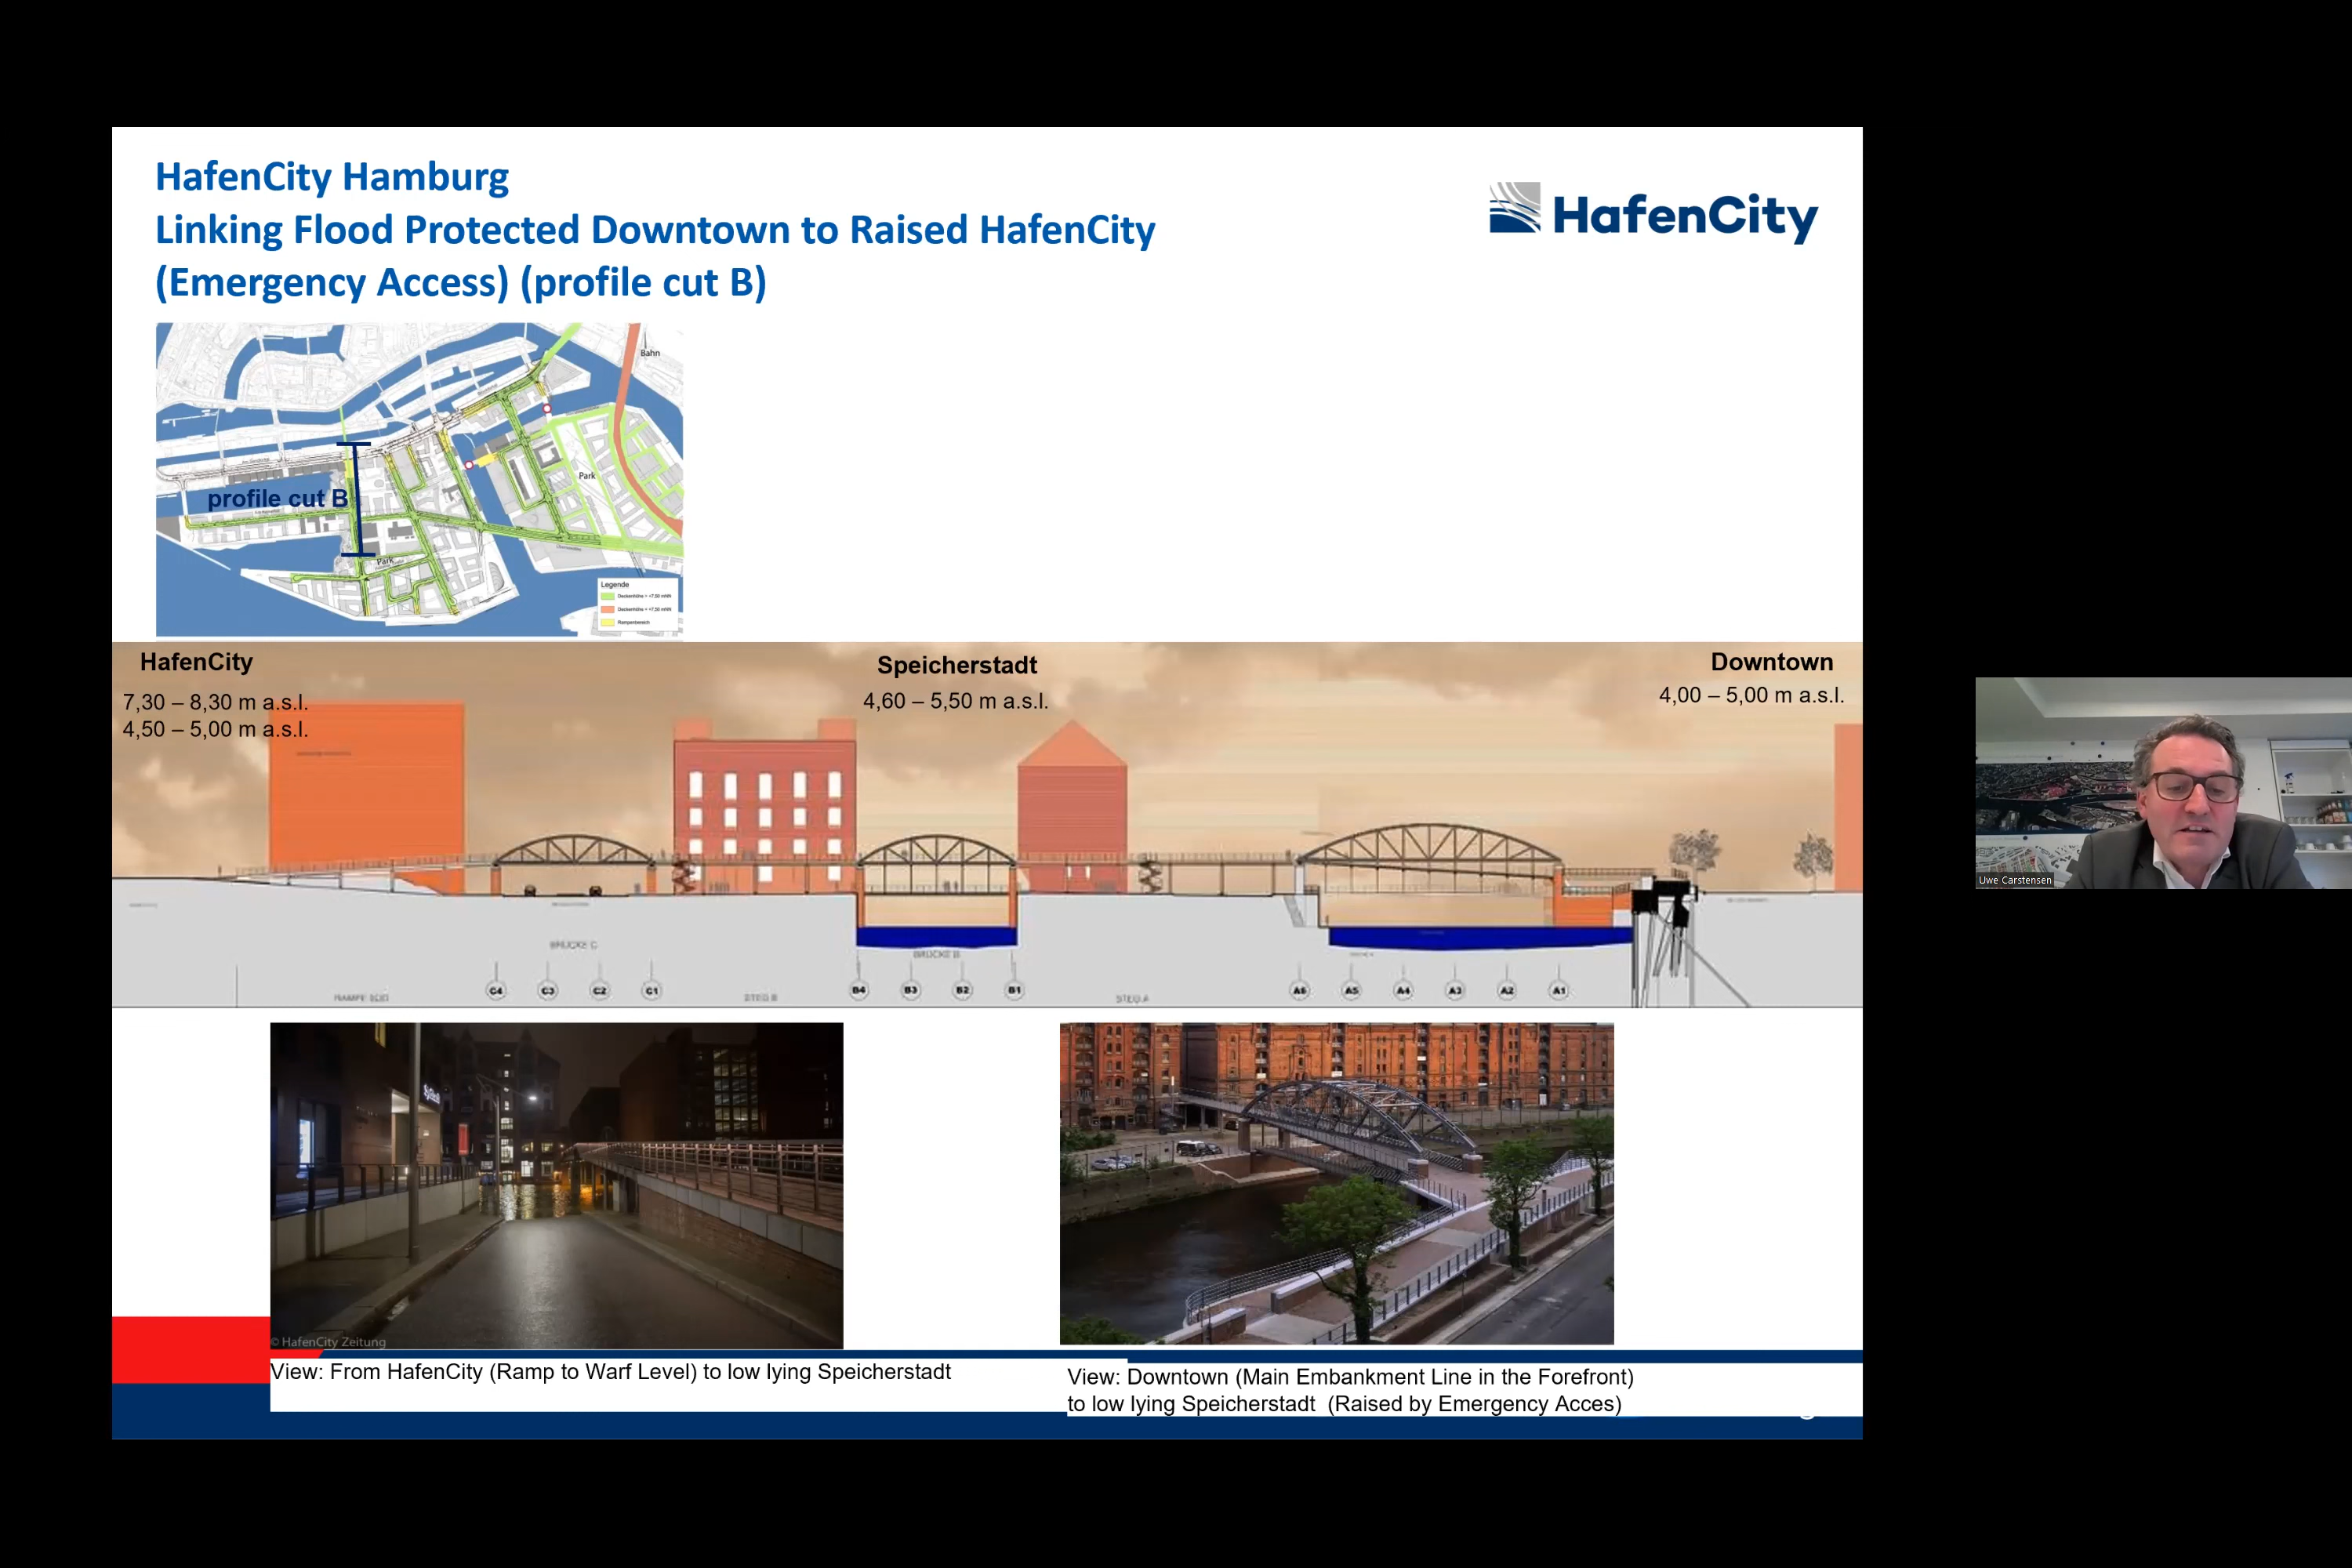 HafenCity Hamburg
Linking Flood Protected Downtown to Raised HafenCity
(Emergency Access) (profile cut B)
HafenCity
Bahn
Park
profile cut B
Park
Legende
Rampenbereich
HafenCity
7,30 – 8,30 m a.s.l.
4,50 – 5,00 m a.s.l.
Speicherstadt
4,60 – 5,50 m a.s.l.
Downtown
4,00 – 5,00 m a.s.l.
BRÜCKE C
BRÜCKE B
C4 C3 C2 C1 B4 B3 B2 B1 A6 A5 A4 A3 A2 A1
STEG B
STEG A
© HafenCity Zeitung
View: From HafenCity (Ramp to Warf Level) to low lying Speicherstadt
View: Downtown (Main Embankment Line in the Forefront)
to low lying Speicherstadt (Raised by Emergency Acces)
Uwe Carstensen